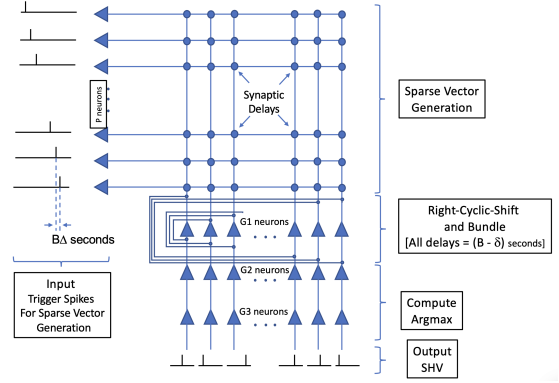 Synaptic
Delays
Sparse Vector
Generation
P neurons
BΔ seconds
G1 neurons
Right-Cyclic-Shift
and Bundle
[All delays = (B - δ) seconds]
Input
Trigger Spikes
For Sparse Vector
Generation
G2 neurons
G3 neurons
Compute
Argmax
Output
SHV